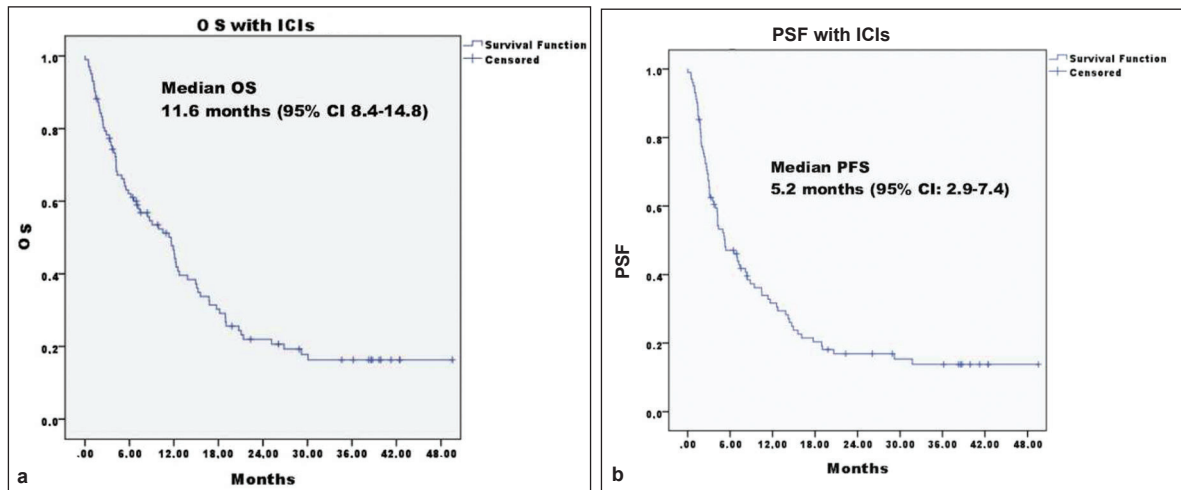 O S with ICIs
Survival Function
Censored
Median OS
11.6 months (95% CI 8.4-14.8)
1.0
0.8
0.6
0.4
0.2
0.0
OS
.00 6.00 12.00 18.00 24.00 30.00 36.00 42.00 48.00
Months
a
PSF with ICIs
Survival Function
Censored
Median PFS
5.2 months (95% CI: 2.9-7.4)
1.0
0.8
0.6
0.4
0.2
0.0
PSF
.00 6.00 12.00 18.00 24.00 30.00 36.00 42.00 48.00
Months
b